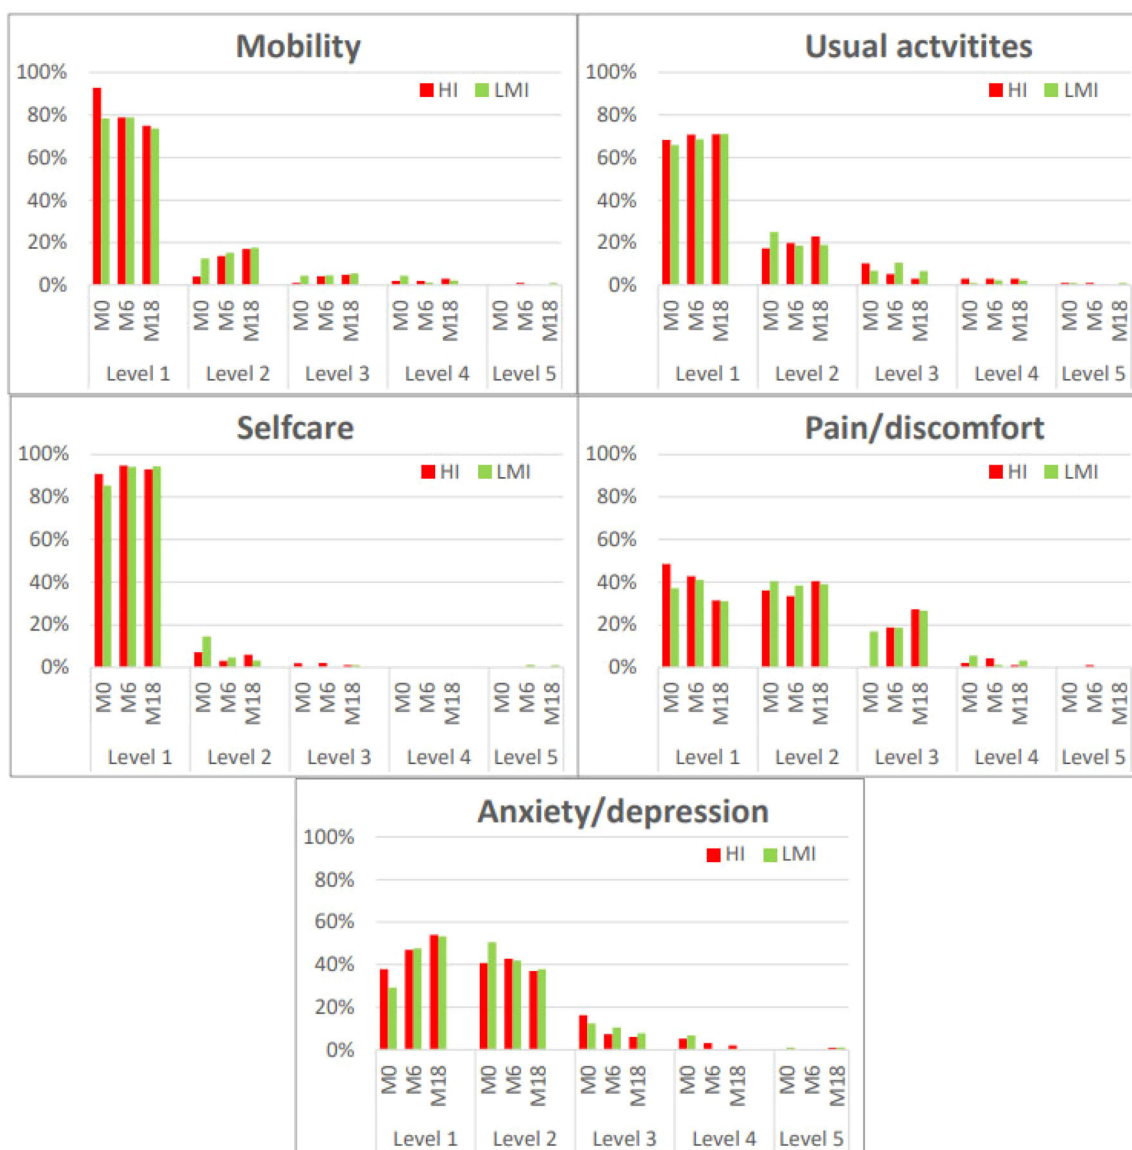 Mobility
100%
HI LMI
80%
60%
40%
20%
0%
M0 M6 M18 M0 M6 M18 M0 M6 M18 M0 M6 M18 M0 M6 M18
Level 1 Level 2 Level 3 Level 4 Level 5
Usual actvitites
100%
HI LMI
80%
60%
40%
20%
0%
M0 M6 M18 M0 M6 M18 M0 M6 M18 M0 M6 M18 M0 M6 M18
Level 1 Level 2 Level 3 Level 4 Level 5
Selfcare
100%
HI LMI
80%
60%
40%
20%
0%
M0 M6 M18 M0 M6 M18 M0 M6 M18 M0 M6 M18 M0 M6 M18
Level 1 Level 2 Level 3 Level 4 Level 5
Pain/discomfort
100%
HI LMI
80%
60%
40%
20%
0%
M0 M6 M18 M0 M6 M18 M0 M6 M18 M0 M6 M18 M0 M6 M18
Level 1 Level 2 Level 3 Level 4 Level 5
Anxiety/depression
100%
HI LMI
80%
60%
40%
20%
0%
M0 M6 M18 M0 M6 M18 M0 M6 M18 M0 M6 M18 M0 M6 M18
Level 1 Level 2 Level 3 Level 4 Level 5